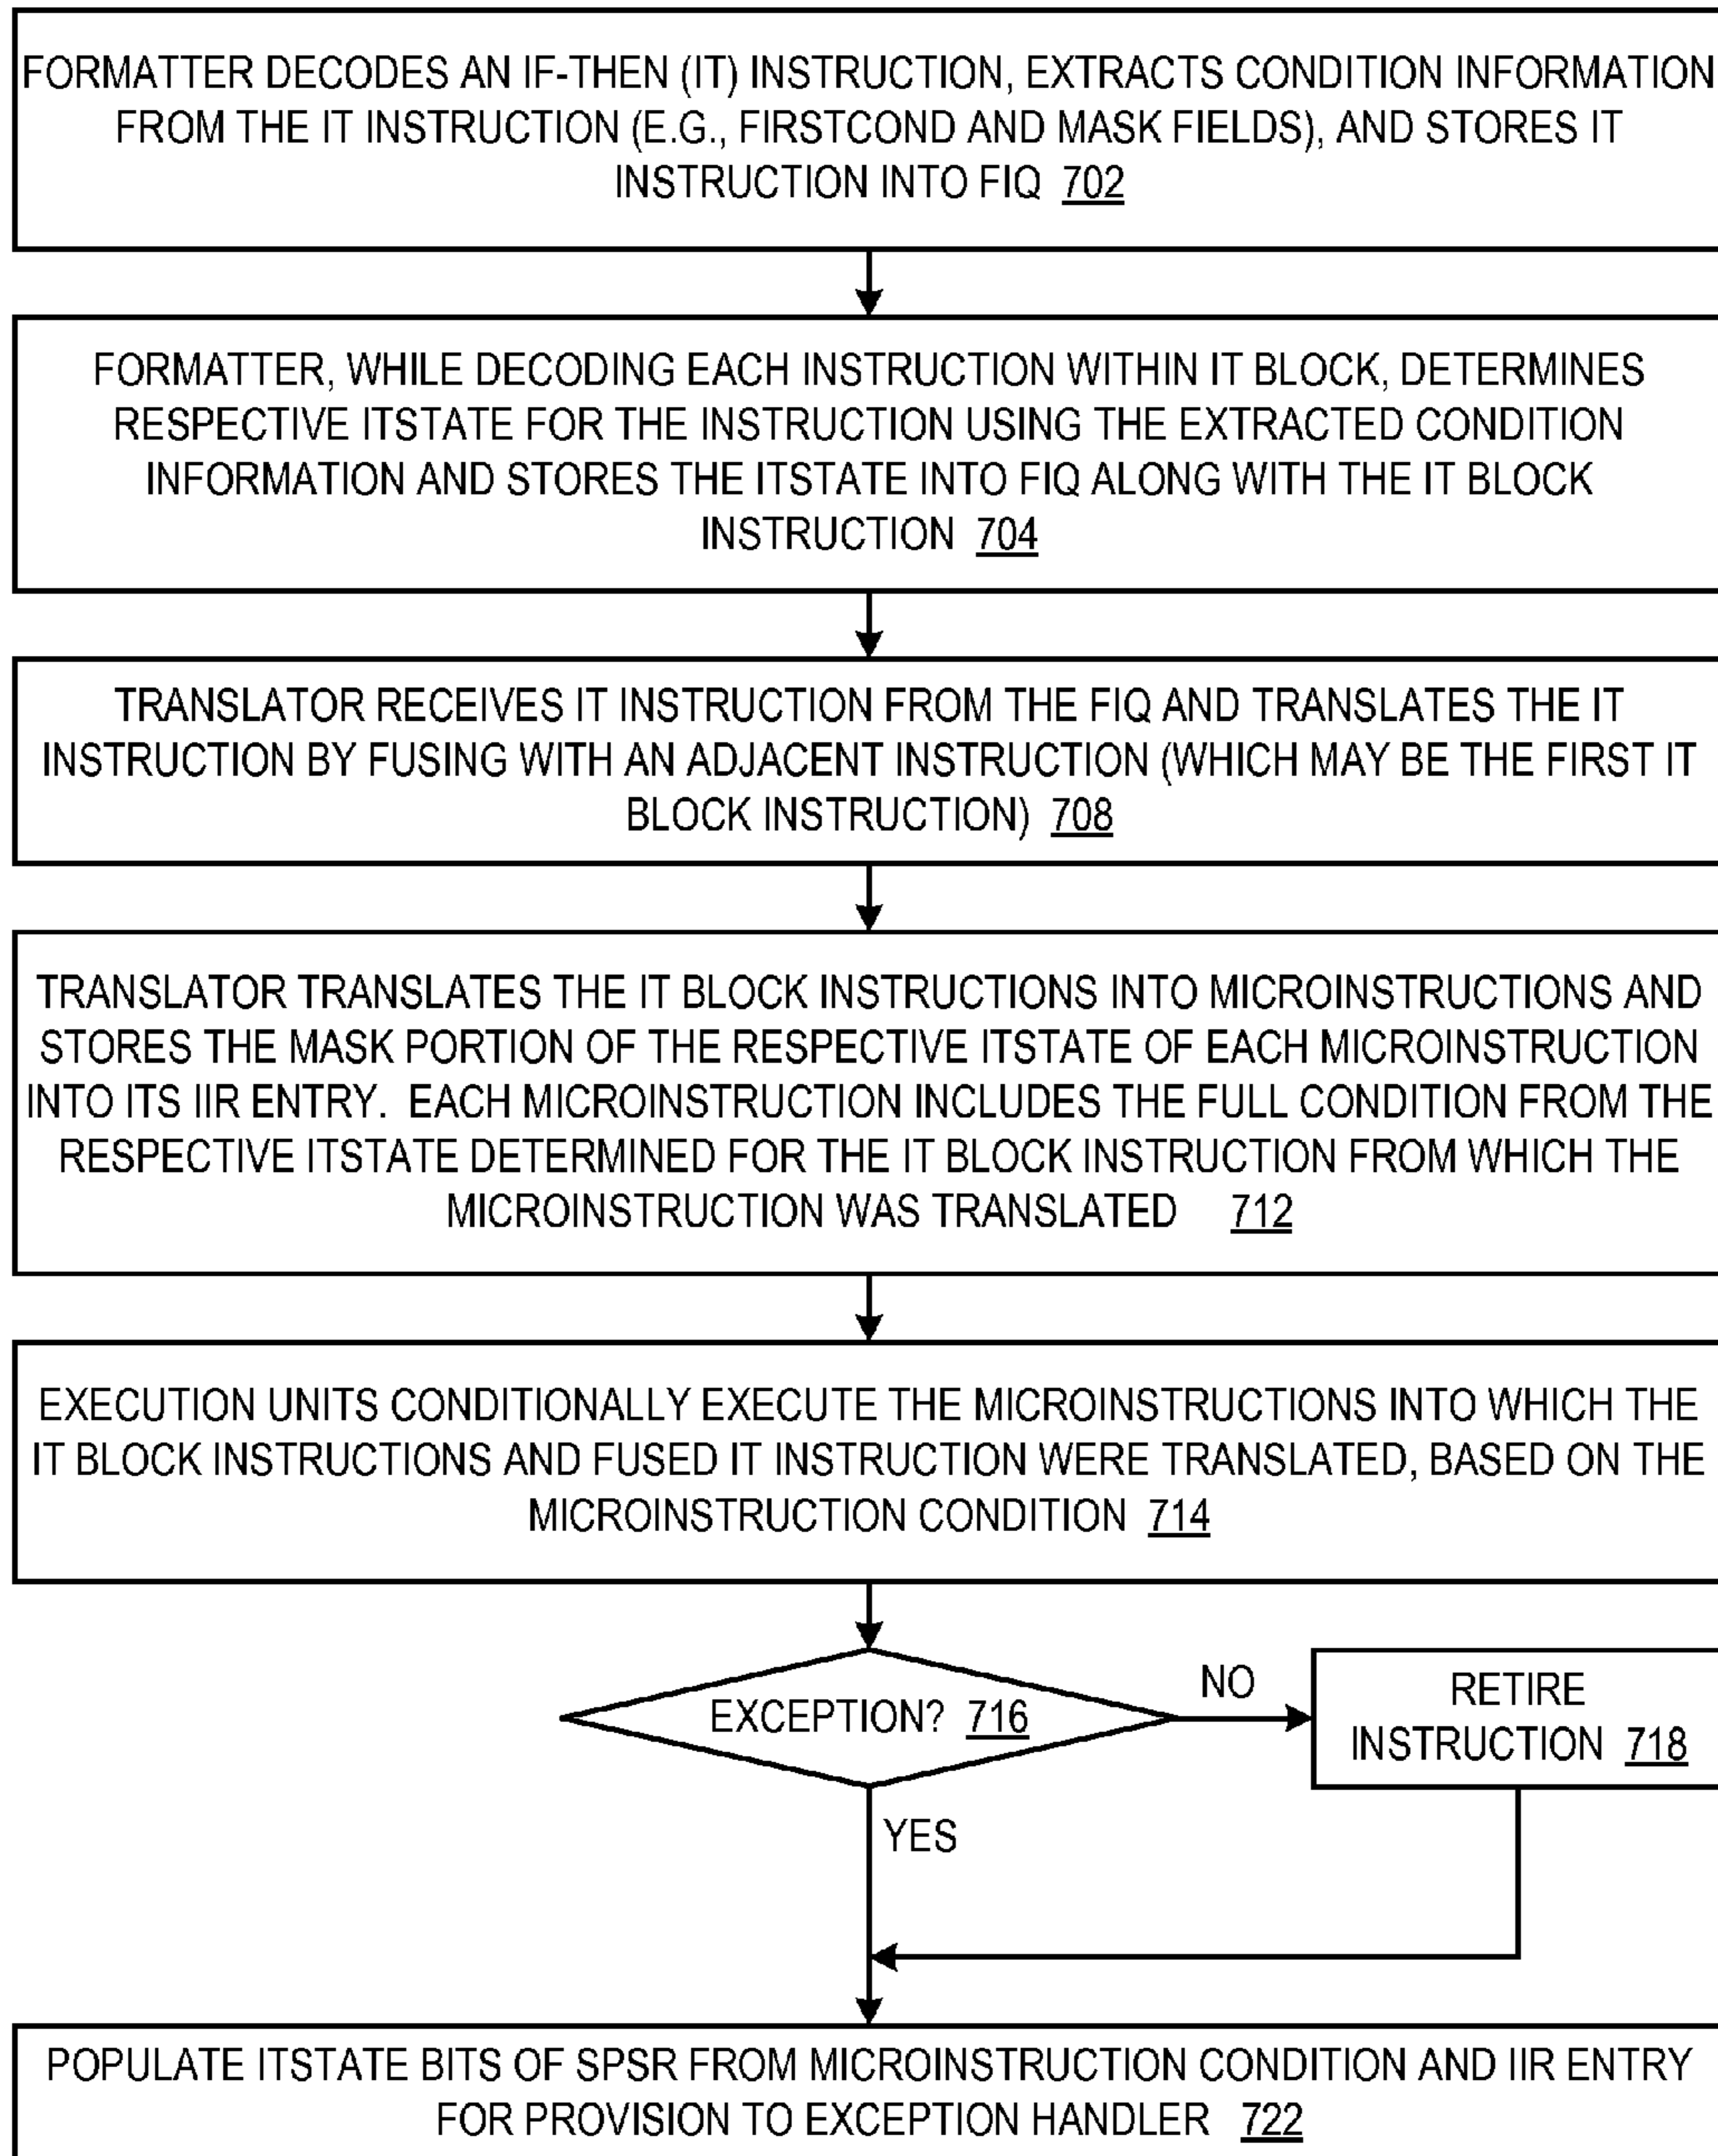 FORMATTER DECODES AN IF-THEN (IT) INSTRUCTION, EXTRACTS CONDITION INFORMATION
FROM THE IT INSTRUCTION (E.G., FIRSTCOND AND MASK FIELDS), AND STORES IT
INSTRUCTION INTO FIQ 702
FORMATTER, WHILE DECODING EACH INSTRUCTION WITHIN IT BLOCK, DETERMINES
RESPECTIVE ITSTATE FOR THE INSTRUCTION USING THE EXTRACTED CONDITION
INFORMATION AND STORES THE ITSTATE INTO FIQ ALONG WITH THE IT BLOCK
INSTRUCTION 704
TRANSLATOR RECEIVES IT INSTRUCTION FROM THE FIQ AND TRANSLATES THE IT
INSTRUCTION BY FUSING WITH AN ADJACENT INSTRUCTION (WHICH MAY BE THE FIRST IT
BLOCK INSTRUCTION) 708
TRANSLATOR TRANSLATES THE IT BLOCK INSTRUCTIONS INTO MICROINSTRUCTIONS AND
STORES THE MASK PORTION OF THE RESPECTIVE ITSTATE OF EACH MICROINSTRUCTION
INTO ITS IIR ENTRY. EACH MICROINSTRUCTION INCLUDES THE FULL CONDITION FROM THE
RESPECTIVE ITSTATE DETERMINED FOR THE IT BLOCK INSTRUCTION FROM WHICH THE
MICROINSTRUCTION WAS TRANSLATED 712
EXECUTION UNITS CONDITIONALLY EXECUTE THE MICROINSTRUCTIONS INTO WHICH THE
IT BLOCK INSTRUCTIONS AND FUSED IT INSTRUCTION WERE TRANSLATED, BASED ON THE
MICROINSTRUCTION CONDITION 714
EXCEPTION? 716
NO
RETIRE
INSTRUCTION 718
YES
POPULATE ITSTATE BITS OF SPSR FROM MICROINSTRUCTION CONDITION AND IIR ENTRY
FOR PROVISION TO EXCEPTION HANDLER 722